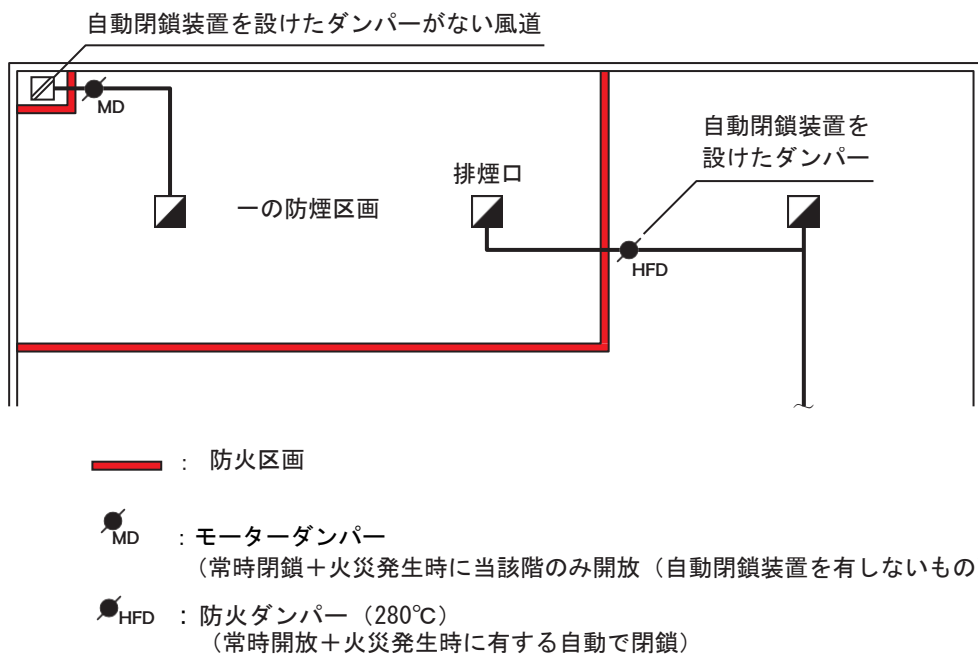 自動閉鎖装置を設けたダンパーがない風道
MD
自動閉鎖装置を
設けたダンパー
排煙口
一の防煙区画
HFD
： 防火区画
MD ：モーターダンパー
（常時閉鎖＋火災発生時に当該階のみ開放（自動閉鎖装置を有しないもの
HFD ：防火ダンパー（280℃）
（常時開放＋火災発生時に有する自動で閉鎖）